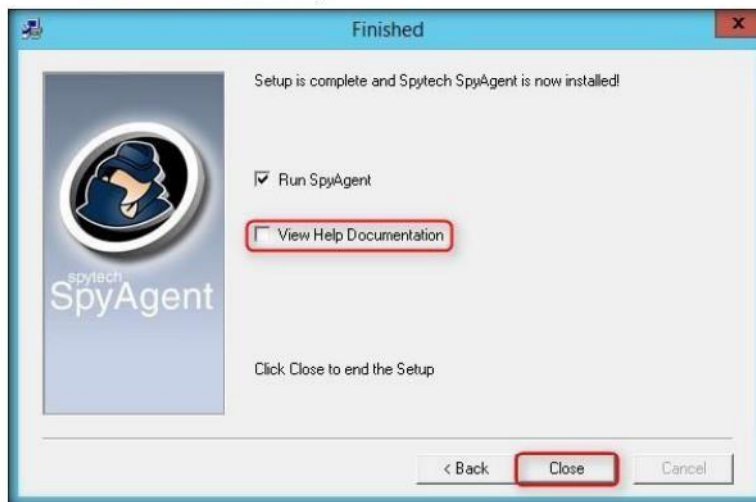 Finished
x
Setup is complete and Spytech SpyAgent is now installed!
Run SpyAgent
View Help Documentation
spytech
SpyAgent
Click Close to end the Setup
< Back
Close
Cancel